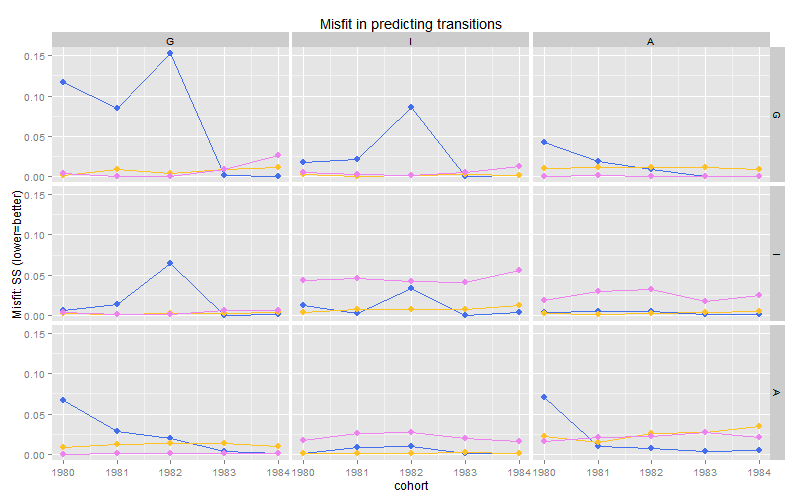 Misfit in predicting transitions
G I A
0.15
0.10
0.05
0.00
G
0.15
0.10
0.05
0.00
I
0.15
0.10
0.05
0.00
A
Misfit: SS (lower=better)
1980 1981 1982 1983 1984 1980 1981 1982 1983 1984 1980 1981 1982 1983 1984
cohort